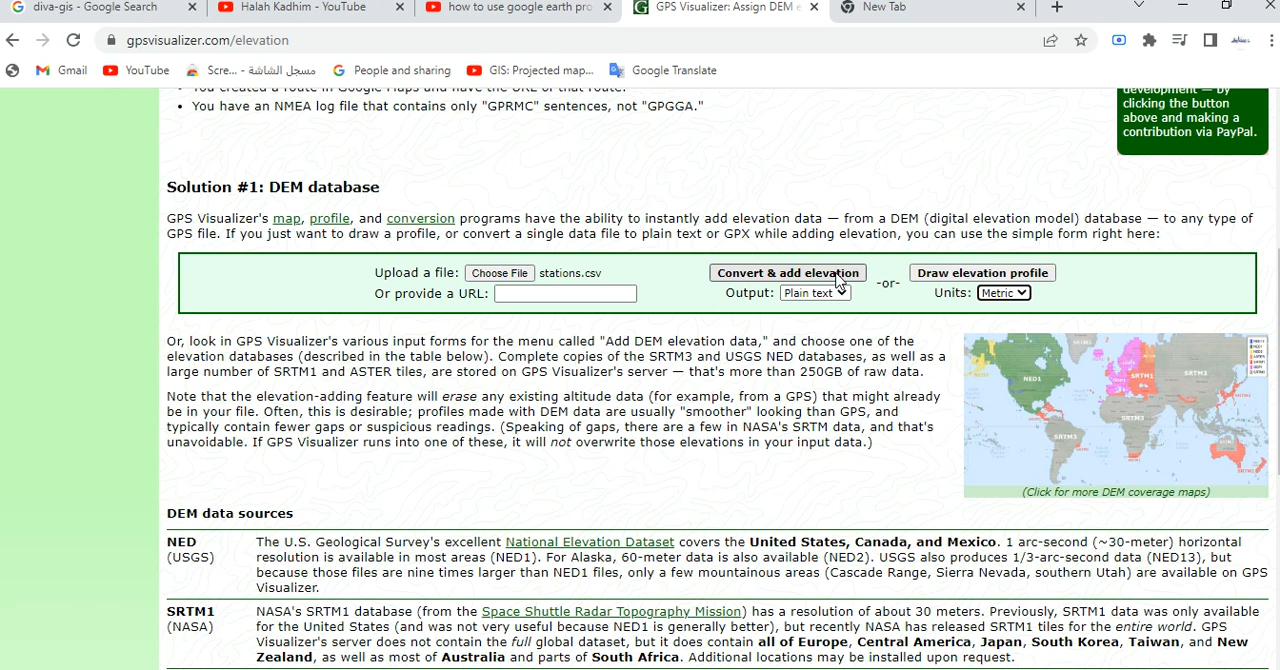 diva-gis - Google Search
Halah Kadhim - YouTube
how to use google earth pro
GPS Visualizer: Assign DEM e
New Tab
gpsvisualizer.com/elevation
Gmail
YouTube
Scre... - مسجل الشاشة
People and sharing
GIS: Projected map...
Google Translate
You created a route in Google Maps and have the URL of that route.
• You have an NMEA log file that contains only "GPRMC" sentences, not "GPGGA."
development — by
clicking the button
above and making a
contribution via PayPal.
Solution #1: DEM database
GPS Visualizer's map, profile, and conversion programs have the ability to instantly add elevation data — from a DEM (digital elevation model) database — to any type of
GPS file. If you just want to draw a profile, or convert a single data file to plain text or GPX while adding elevation, you can use the simple form right here:
Upload a file: Choose File stations.csv
Or provide a URL:
Convert & add elevation
Output: Plain text
-or-
Draw elevation profile
Units: Metric
Or, look in GPS Visualizer's various input forms for the menu called "Add DEM elevation data," and choose one of the
elevation databases (described in the table below). Complete copies of the SRTM3 and USGS NED databases, as well as a
large number of SRTM1 and ASTER tiles, are stored on GPS Visualizer's server — that's more than 250GB of raw data.
Note that the elevation-adding feature will erase any existing altitude data (for example, from a GPS) that might already
be in your file. Often, this is desirable; profiles made with DEM data are usually "smoother" looking than GPS, and
typically contain fewer gaps or suspicious readings. (Speaking of gaps, there are a few in NASA's SRTM data, and that's
unavoidable. If GPS Visualizer runs into one of these, it will not overwrite those elevations in your input data.)
NED1
SRTM1
SRTM3
SRTM3
SRTM3
(Click for more DEM coverage maps)
DEM data sources
NED
(USGS)
The U.S. Geological Survey's excellent National Elevation Dataset covers the United States, Canada, and Mexico. 1 arc-second (~30-meter) horizontal
resolution is available in most areas (NED1). For Alaska, 60-meter data is also available (NED2). USGS also produces 1/3-arc-second data (NED13), but
because those files are nine times larger than NED1 files, only a few mountainous areas (Cascade Range, Sierra Nevada, southern Utah) are available on GPS
Visualizer.
SRTM1
(NASA)
NASA's SRTM1 database (from the Space Shuttle Radar Topography Mission) has a resolution of about 30 meters. Previously, SRTM1 data was only available
for the United States (and was not very useful because NED1 is generally better), but recently NASA has released SRTM1 tiles for the entire world. GPS
Visualizer's server does not contain the full global dataset, but it does contain all of Europe, Central America, Japan, South Korea, Taiwan, and New
Zealand, as well as most of Australia and parts of South Africa. Additional locations may be installed upon request.